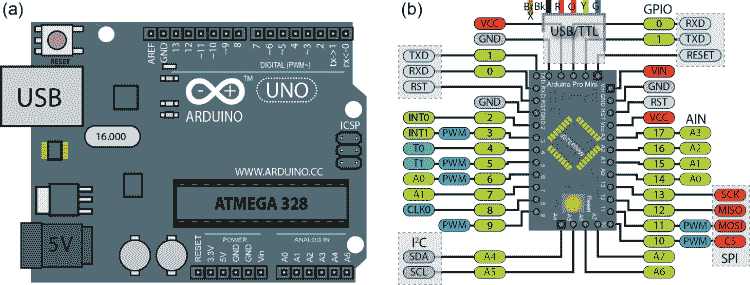 (a)
RESET
USB
16.000
5V
AREF
GND
13
12
~11
~10
~9
8
7
~6
~5
4
~3
2
tx->1
rx<-0
DIGITAL (PWM~)
TM
UNO
ARDUINO
ICSP
WWW.ARDUINO.CC
ATMEGA 328
POWER
ANALOG IN
RESET
3.3V
5V
GND
GND
Vin
A0
A1
A2
A3
A4
A6
(b)
Bk R O Y G
GPIO
USB/TTL
VCC
GND
0 RXD
1 TXD
RESET
TXD 1
RXD 0
RST
Arduino Pro Mini
VIN
GND
RST
VCC
GND
AIN
INT0 2
INT1 PWM 3
T0 4
T1 PWM 5
A0 PWM 6
A1 7
CLK0 8
PWM 9
17 A3
16 A2
15 A1
14 A0
13 SCK
12 MISO
11 PWM MOSI
10 PWM CS
SPI
I²C
SDA A4
SCL A5
A7
A6